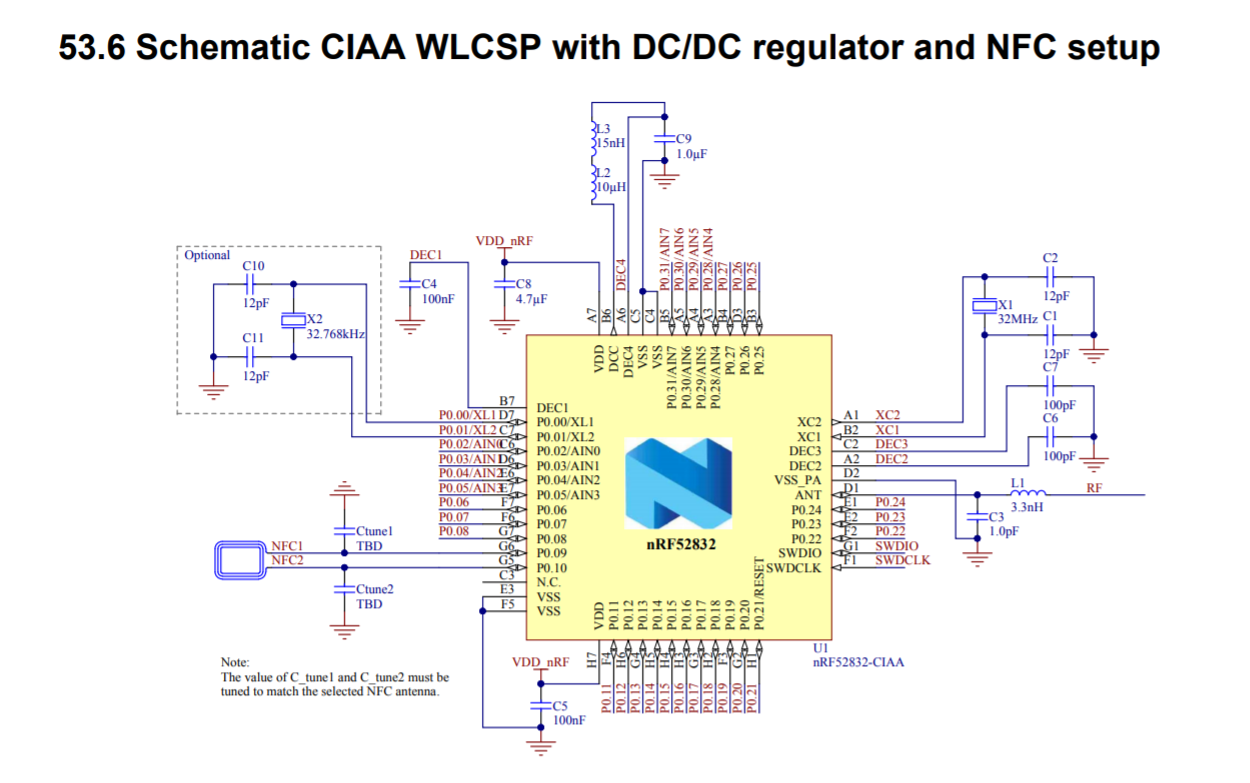 53.6 Schematic CIAA WLCSP with DC/DC regulator and NFC setup
L3
15nH
C9
1.0µF
L2
10µH
VDD_nRF
DEC1
C8
4.7µF
C4
100nF
DEC4
P0.31/AIN7
P0.30/AIN6
P0.29/AIN5
P0.28/AIN4
P0.27
P0.26
P0.25
Optional
C10
12pF
X2
32.768kHz
C11
12pF
C2
12pF
X1
32MHz
C1
12pF
C7
100pF
C6
100pF
A7
B6
A6
C5
C4
B5
A5
A4
A3
B4
D3
B3
VDD
DCC
DEC4
VSS
VSS
P0.31/AIN7
P0.30/AIN6
P0.29/AIN5
P0.28/AIN4
P0.27
P0.26
P0.25
B7 DEC1
P0.00/XL1 D7 P0.00/XL1
P0.01/XL2 C7 P0.01/XL2
P0.02/AIN0 C6 P0.02/AIN0
P0.03/AIN1 D6 P0.03/AIN1
P0.04/AIN2 E6 P0.04/AIN2
P0.05/AIN3 E7 P0.05/AIN3
P0.06 F7 P0.06
P0.07 F6 P0.07
P0.08 G7 P0.08
NFC1 G6 P0.09
NFC2 G5 P0.10
C3 N.C.
E3 VSS
F5 VSS
Ctune1
TBD
Ctune2
TBD
nRF52832
XC2 A1 XC2
XC1 B2 XC1
DEC3 C2 DEC3
DEC2 A2 DEC2
VSS_PA D2
ANT D1
P0.24 E1 P0.24
P0.23 E2 P0.23
P0.22 F2 P0.22
SWDIO G1 SWDIO
SWDCLK F1 SWDCLK
L1
3.3nH
RF
C3
1.0pF
VDD
P0.11
P0.12
P0.13
P0.14
P0.15
P0.16
P0.17
P0.18
P0.19
P0.20
P0.21/RESET
H7
F4
H6
G4
H5
H4
H3
G3
H2
F3
G2
H1
P0.11
P0.12
P0.13
P0.14
P0.15
P0.16
P0.17
P0.18
P0.19
P0.20
P0.21
U1
nRF52832-CIAA
VDD_nRF
C5
100nF
Note:
The value of C_tune1 and C_tune2 must be
tuned to match the selected NFC antenna.